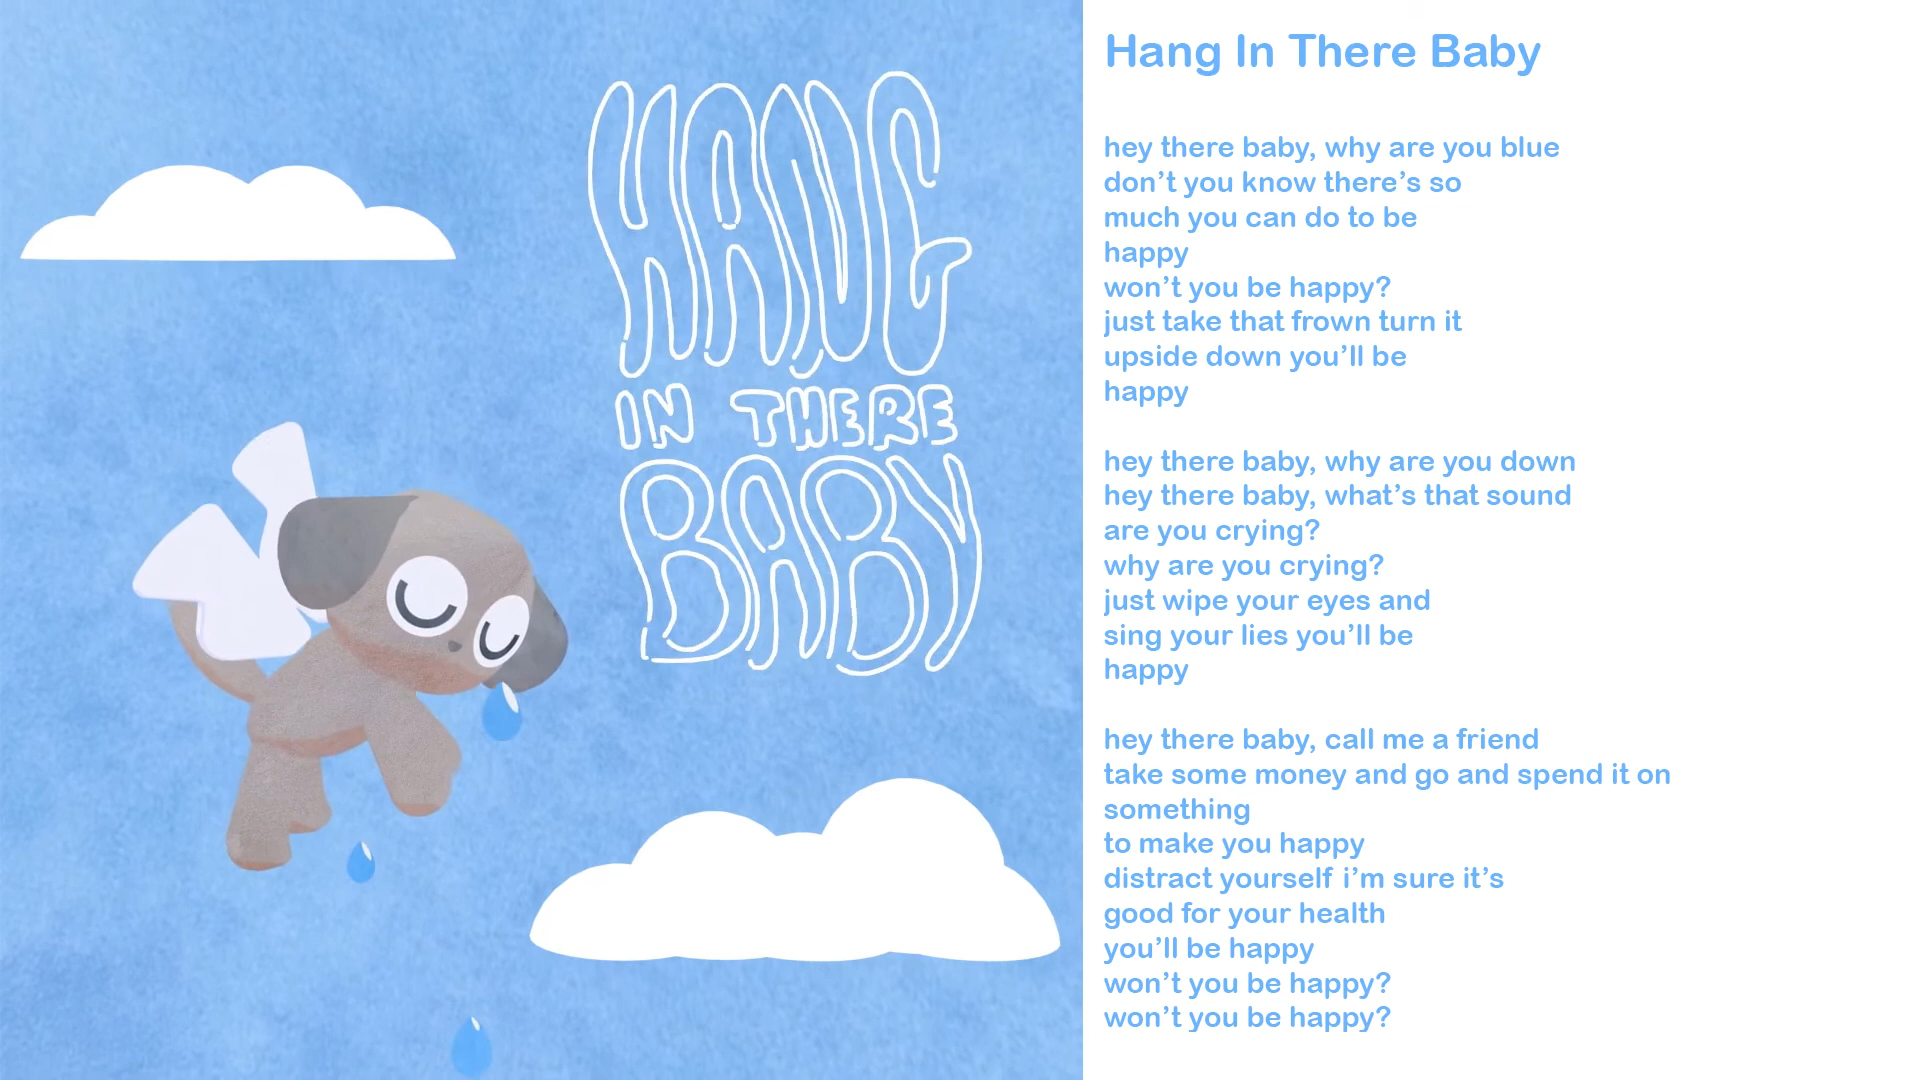 HANG
IN THERE
BABY
Hang In There Baby
hey there baby, why are you blue
don’t you know there’s so
much you can do to be
happy
won’t you be happy?
just take that frown turn it
upside down you’ll be
happy
hey there baby, why are you down
hey there baby, what’s that sound
are you crying?
why are you crying?
just wipe your eyes and
sing your lies you’ll be
happy
hey there baby, call me a friend
take some money and go and spend it on
something
to make you happy
distract yourself i’m sure it’s
good for your health
you’ll be happy
won’t you be happy?
won’t you be happy?